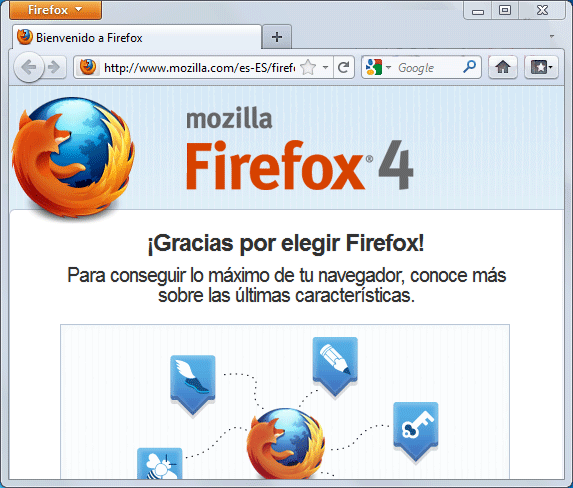 Firefox
Bienvenido a Firefox
http://www.mozilla.com/es-ES/firef
Google
mozilla
Firefox® 4
¡Gracias por elegir Firefox!
Para conseguir lo máximo de tu navegador, conoce más
sobre las últimas características.